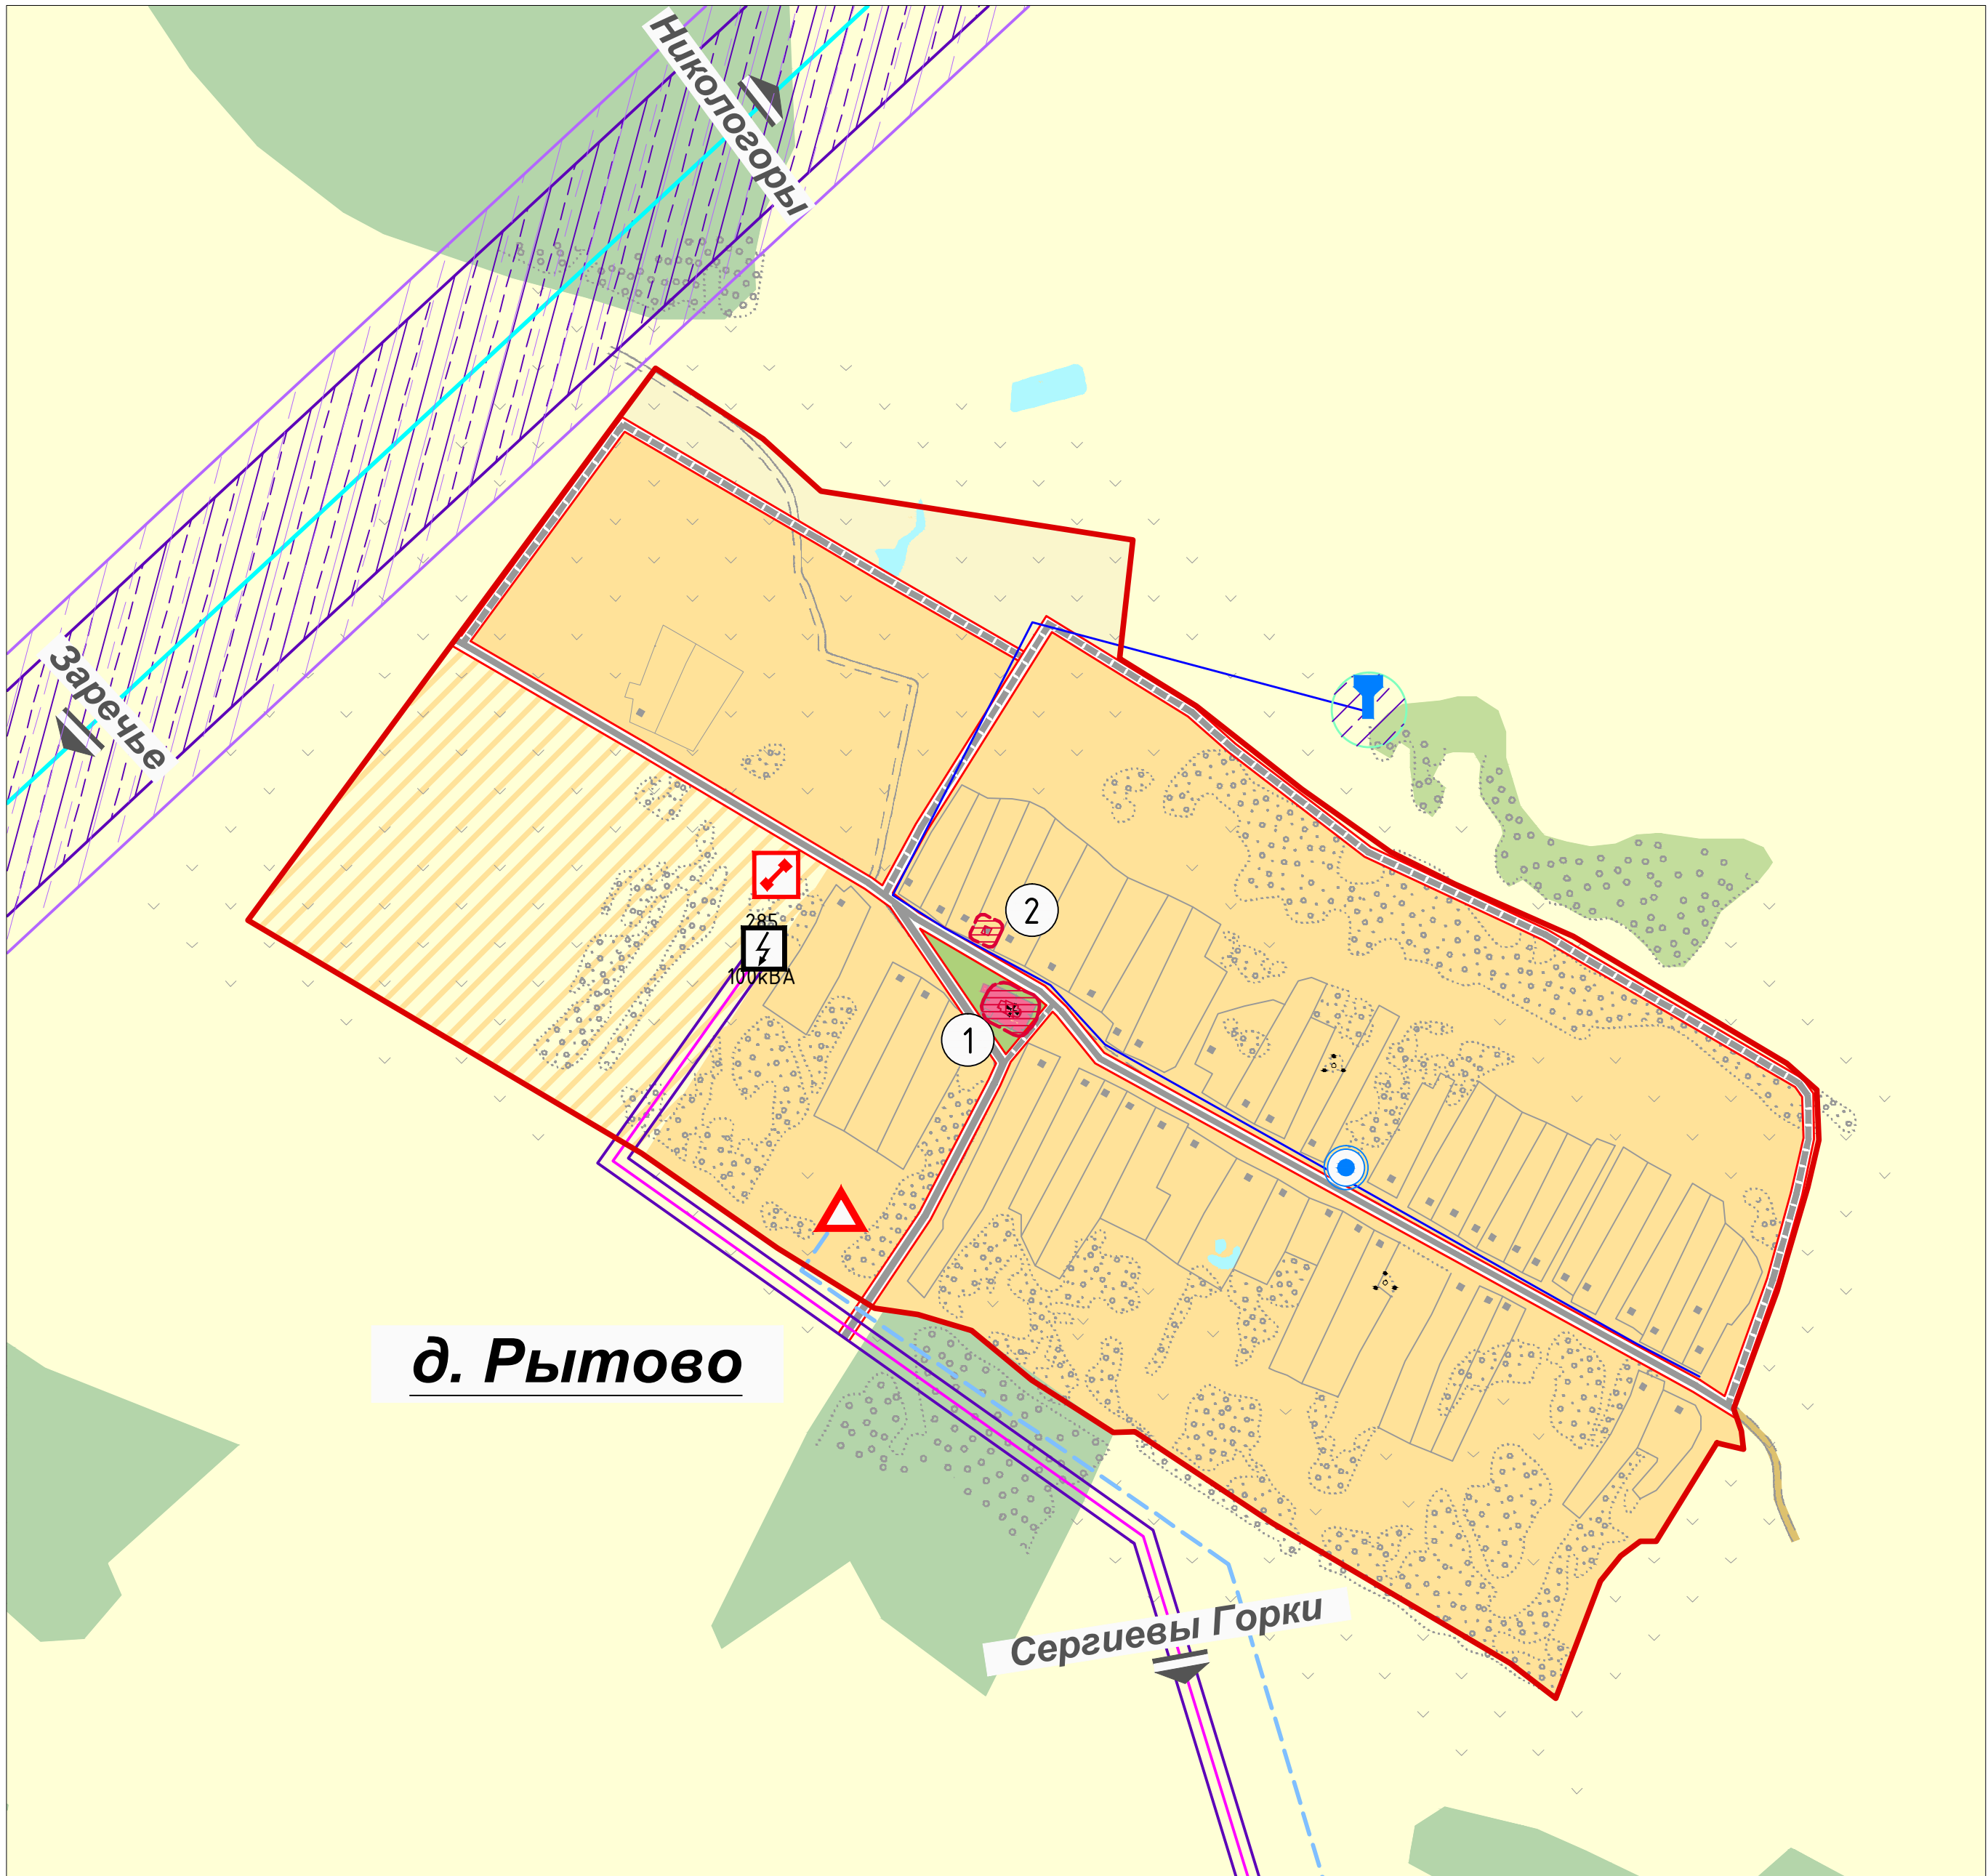 Никологоры
Заречье
2
285
100кВА
1
д. Рытово
Сергиевы Горки